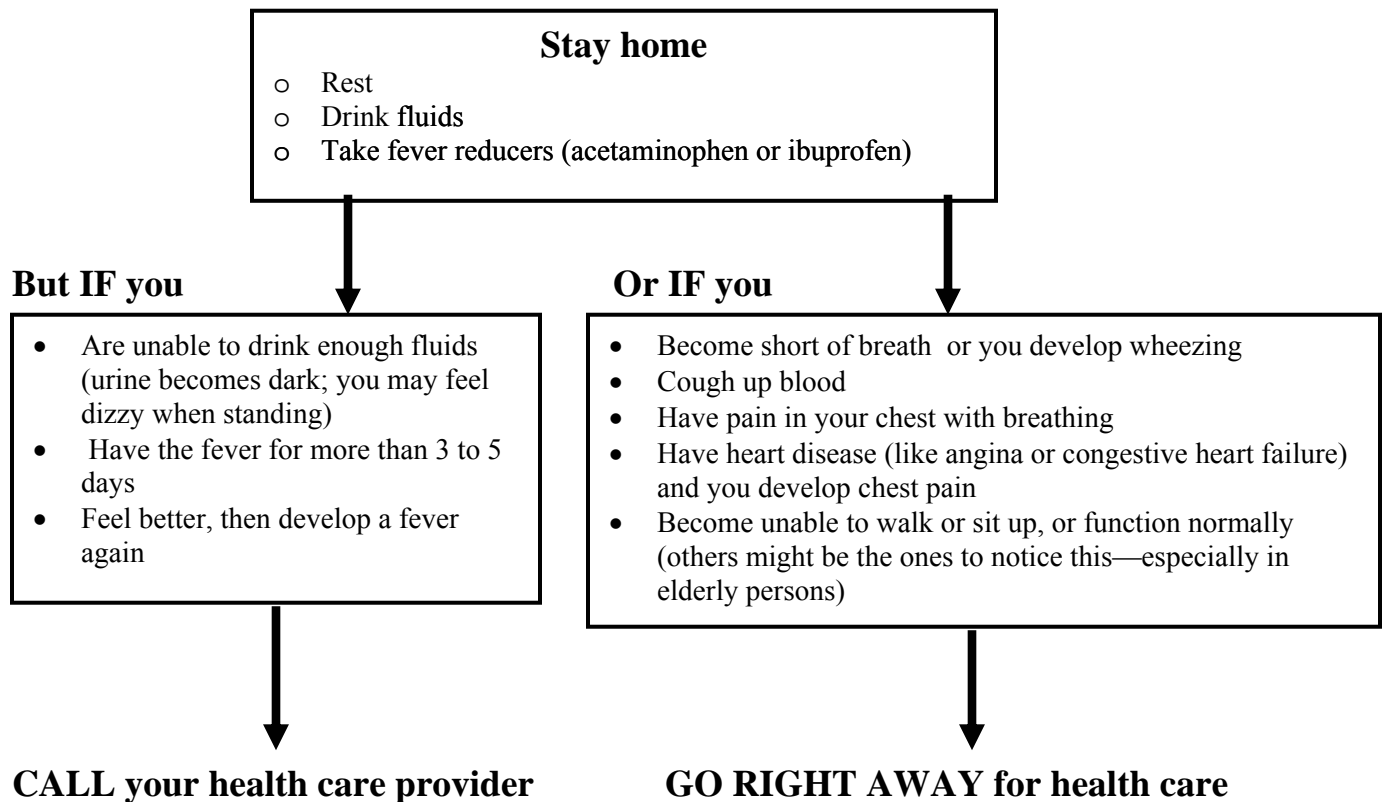 Stay home
o Rest
o Drink fluids
o Take fever reducers (acetaminophen or ibuprofen)
But IF you
• Are unable to drink enough fluids
(urine becomes dark; you may feel
dizzy when standing)
• Have the fever for more than 3 to 5
days
• Feel better, then develop a fever
again
CALL your health care provider
Or IF you
• Become short of breath or you develop wheezing
• Cough up blood
• Have pain in your chest with breathing
• Have heart disease (like angina or congestive heart failure)
and you develop chest pain
• Become unable to walk or sit up, or function normally
(others might be the ones to notice this—especially in
elderly persons)
GO RIGHT AWAY for health care